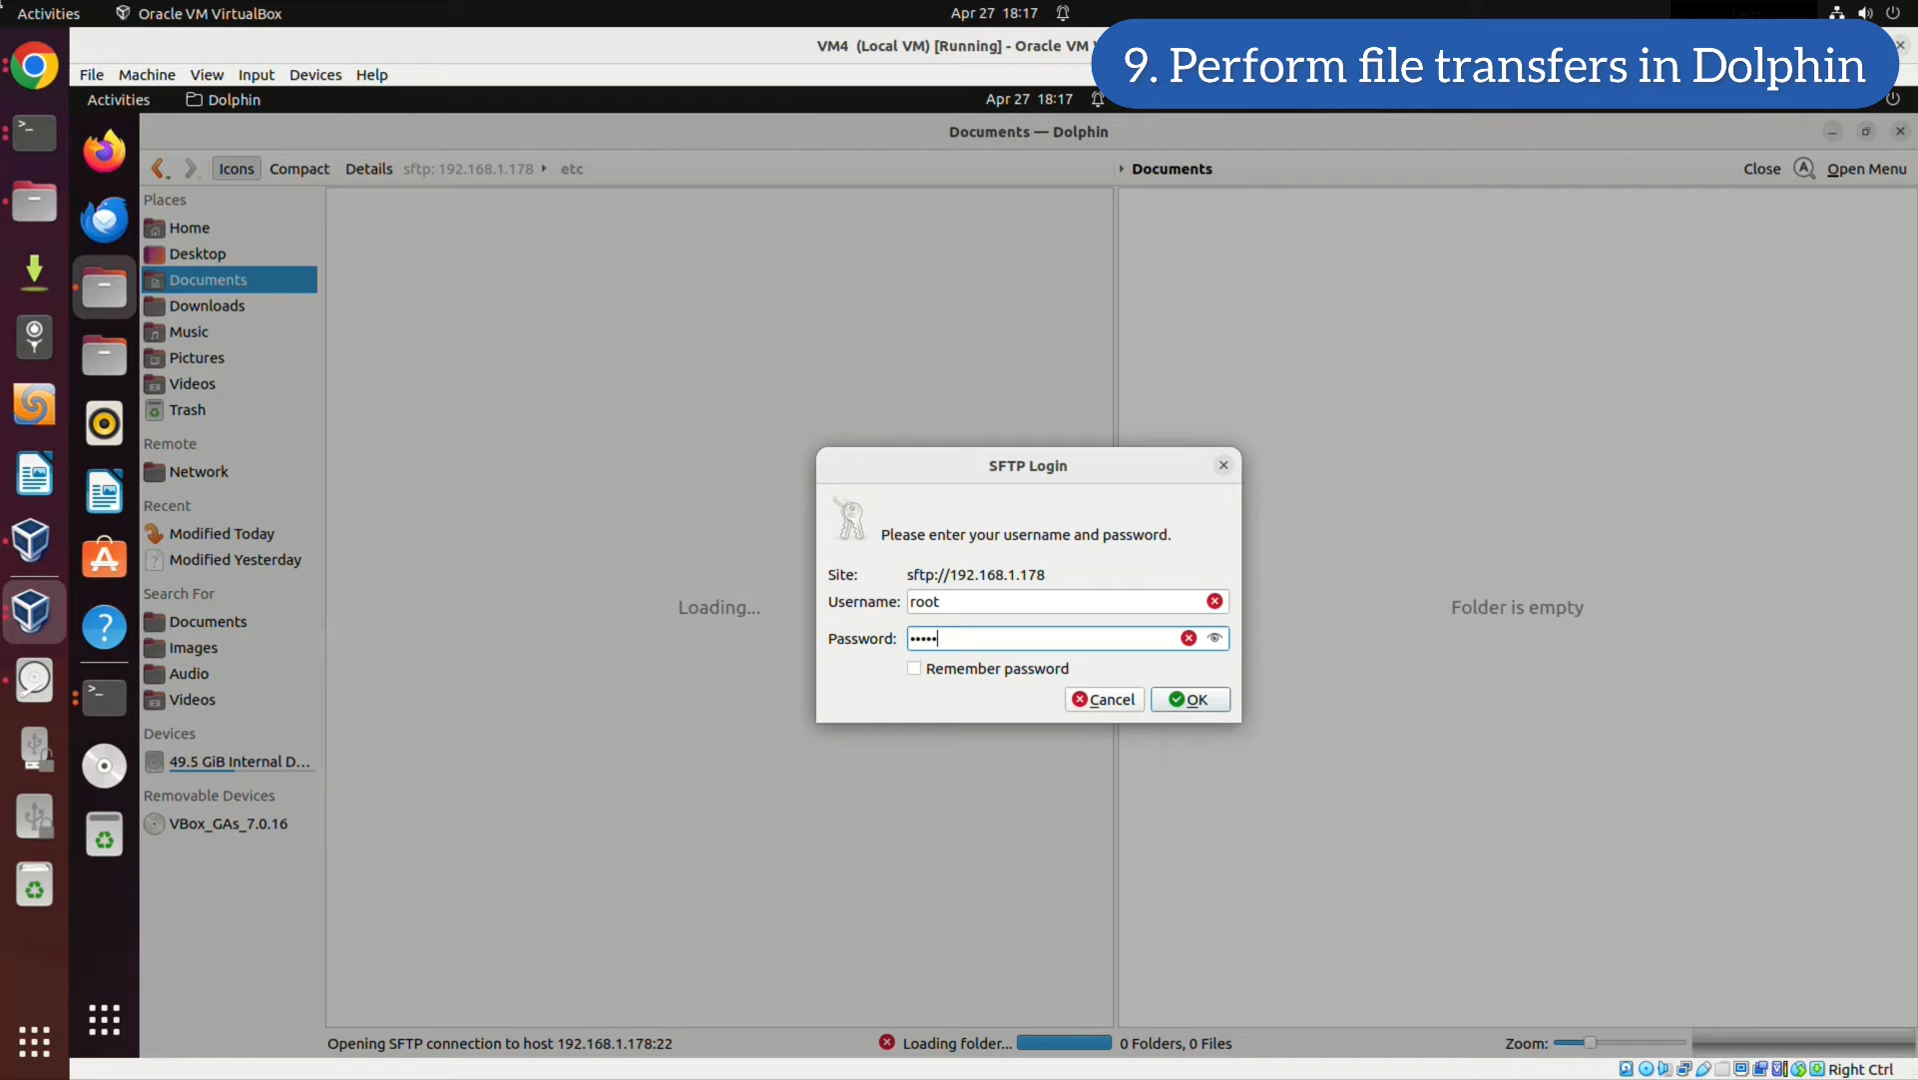 Activities
Oracle VM VirtualBox
Apr 27 18:17
VM4 (Local VM) [Running] - Oracle VM
9. Perform file transfers in Dolphin
File Machine View Input Devices Help
Activities
Dolphin
Apr 27 18:17
Documents — Dolphin
Icons Compact Details sftp: 192.168.1.178 etc
Documents
Close
Open Menu
Places
Home
Desktop
Documents
Downloads
Music
Pictures
Videos
Trash
Remote
Network
Recent
Modified Today
Modified Yesterday
Search For
Documents
Images
Audio
Videos
Devices
49.5 GiB Internal D...
Removable Devices
VBox_GAs_7.0.16
Loading...
Folder is empty
SFTP Login
Please enter your username and password.
Site: sftp://192.168.1.178
Username: root
Password: •••••
Remember password
Cancel
OK
Opening SFTP connection to host 192.168.1.178:22
Loading folder...
0 Folders, 0 Files
Zoom:
Right Ctrl